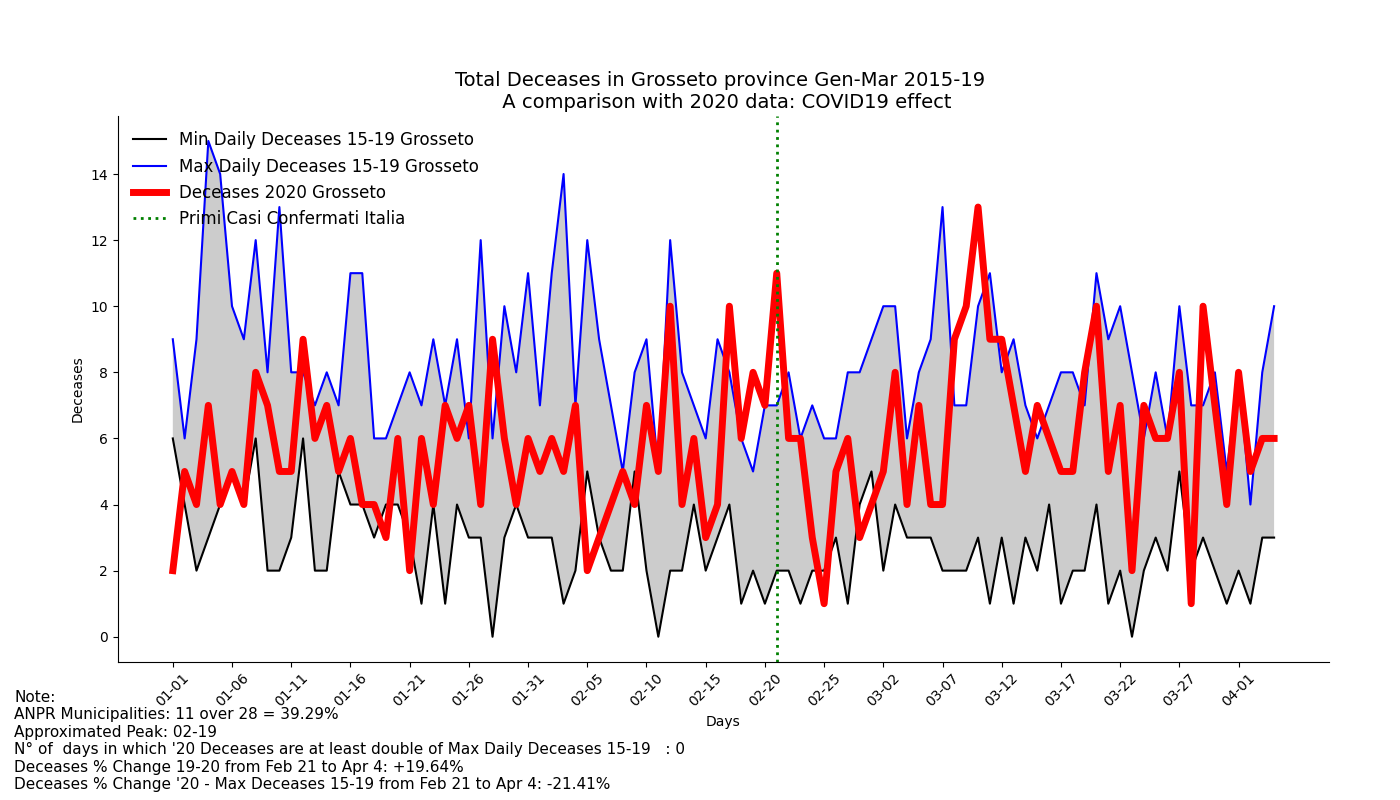 Total Deceases in Grosseto province Gen-Mar 2015-19
A comparison with 2020 data: COVID19 effect
Min Daily Deceases 15-19 Grosseto
Max Daily Deceases 15-19 Grosseto
Deceases 2020 Grosseto
Primi Casi Confermati Italia
Deceases
14
12
10
8
6
4
2
0
01-01 01-06 01-11 01-16 01-21 01-26 01-31 02-05 02-10 02-15 02-20 02-25 03-02 03-07 03-12 03-17 03-22 03-27 04-01
Days
Note:
ANPR Municipalities: 11 over 28 = 39.29%
Approximated Peak: 02-19
N° of  days in which '20 Deceases are at least double of Max Daily Deceases 15-19   : 0
Deceases % Change 19-20 from Feb 21 to Apr 4: +19.64%
Deceases % Change '20 - Max Deceases 15-19 from Feb 21 to Apr 4: -21.41%